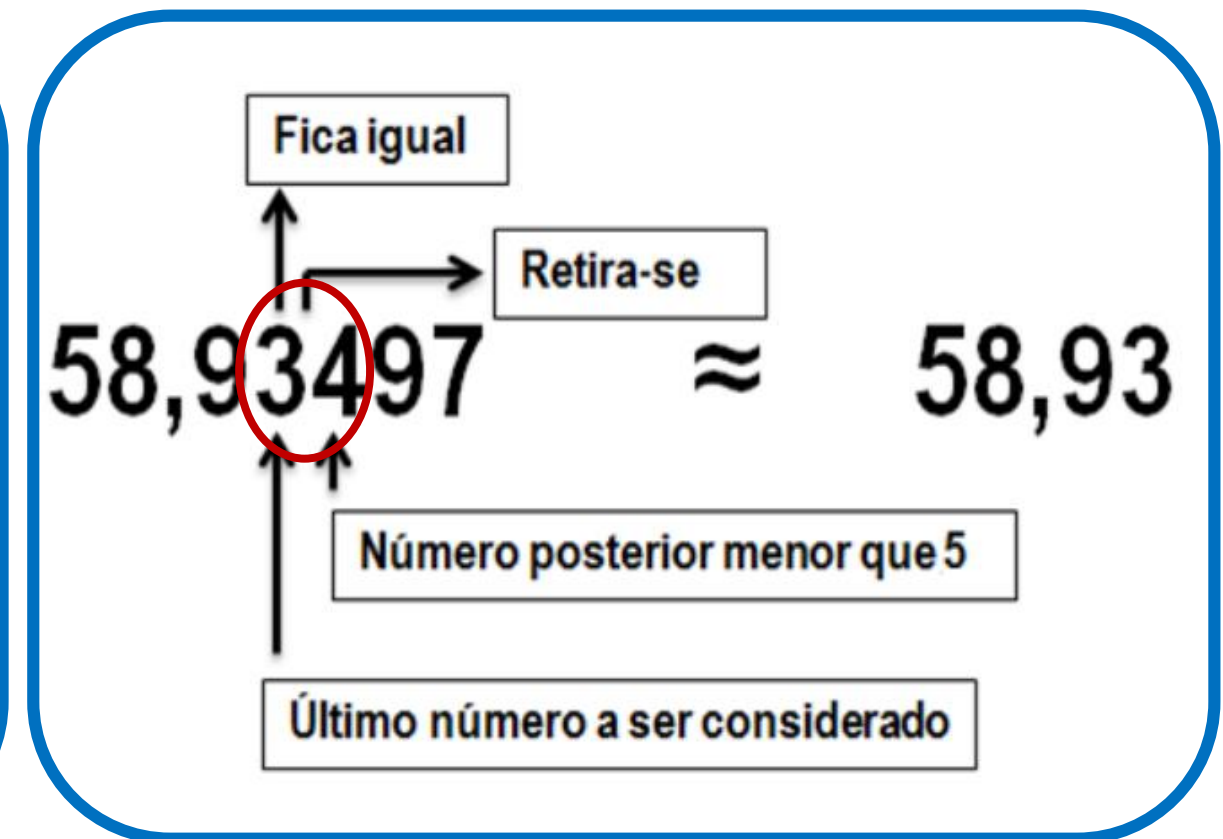 Fica igual
Retira-se
58,93497 ≈ 58,93
Número posterior menor que 5
Último número a ser considerado